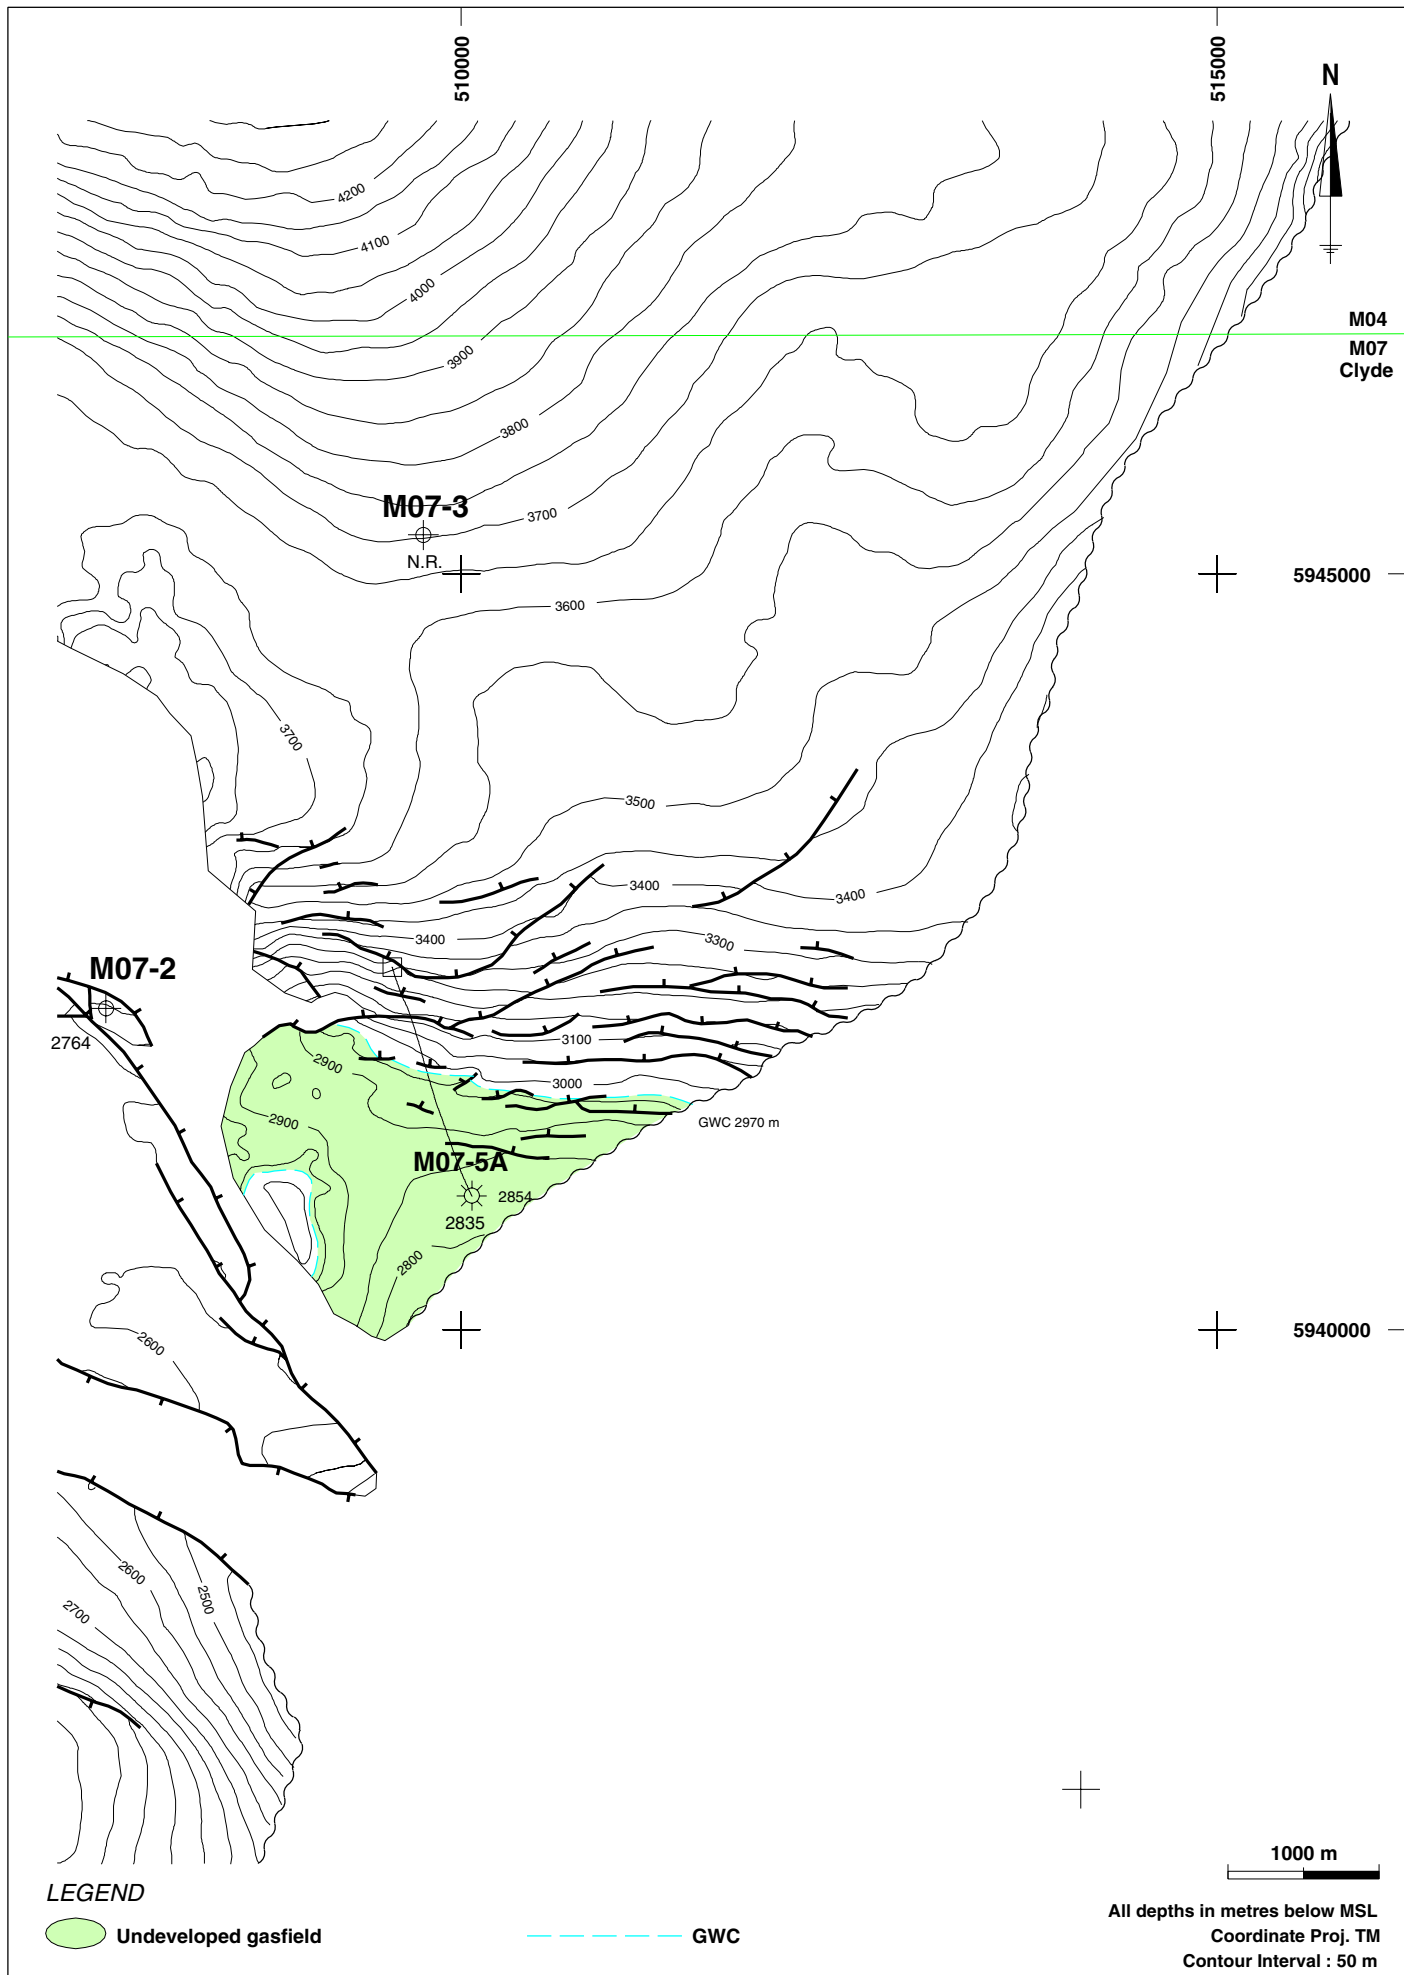 510000
515000
N
4200
4100
4000
3900
3800
3700
M04
M07
Clyde
M07-3
N.R.
5945000
3600
3700
3500
3400
3400
3400
3300
M07-2
2764
3100
2900
3000
2900
GWC 2970 m
M07-5A
2854
2835
2800
5940000
2600
2600
2500
2700
1000 m
LEGEND
Undeveloped gasfield
GWC
All depths in metres below MSL
Coordinate Proj. TM
Contour Interval : 50 m